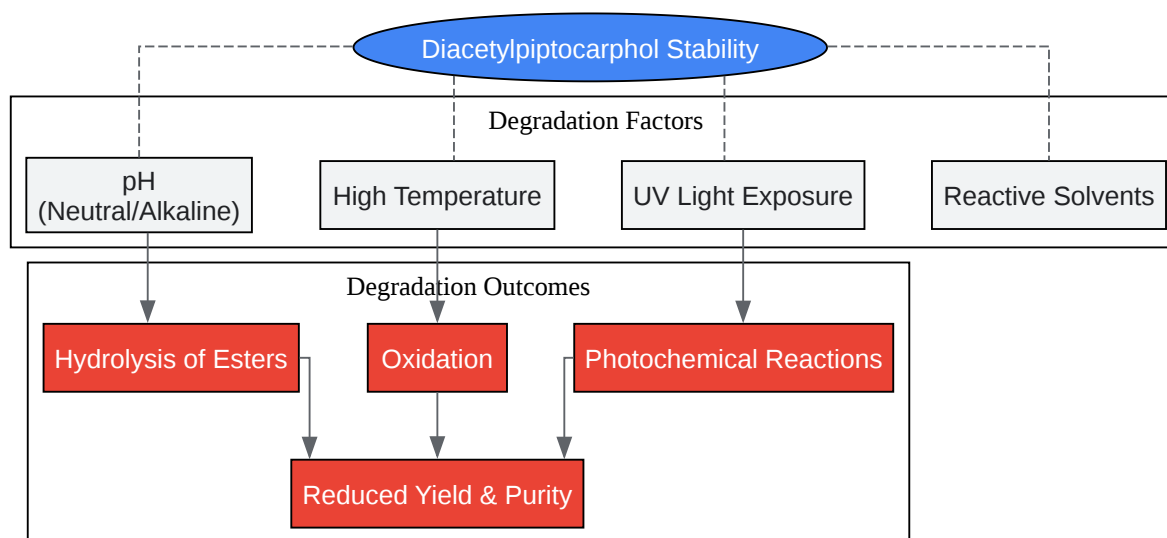 Diacetylpiptocarphol Stability
Degradation Factors
pH
(Neutral/Alkaline)
High Temperature
UV Light Exposure
Reactive Solvents
Degradation Outcomes
Hydrolysis of Esters
Oxidation
Photochemical Reactions
Reduced Yield & Purity